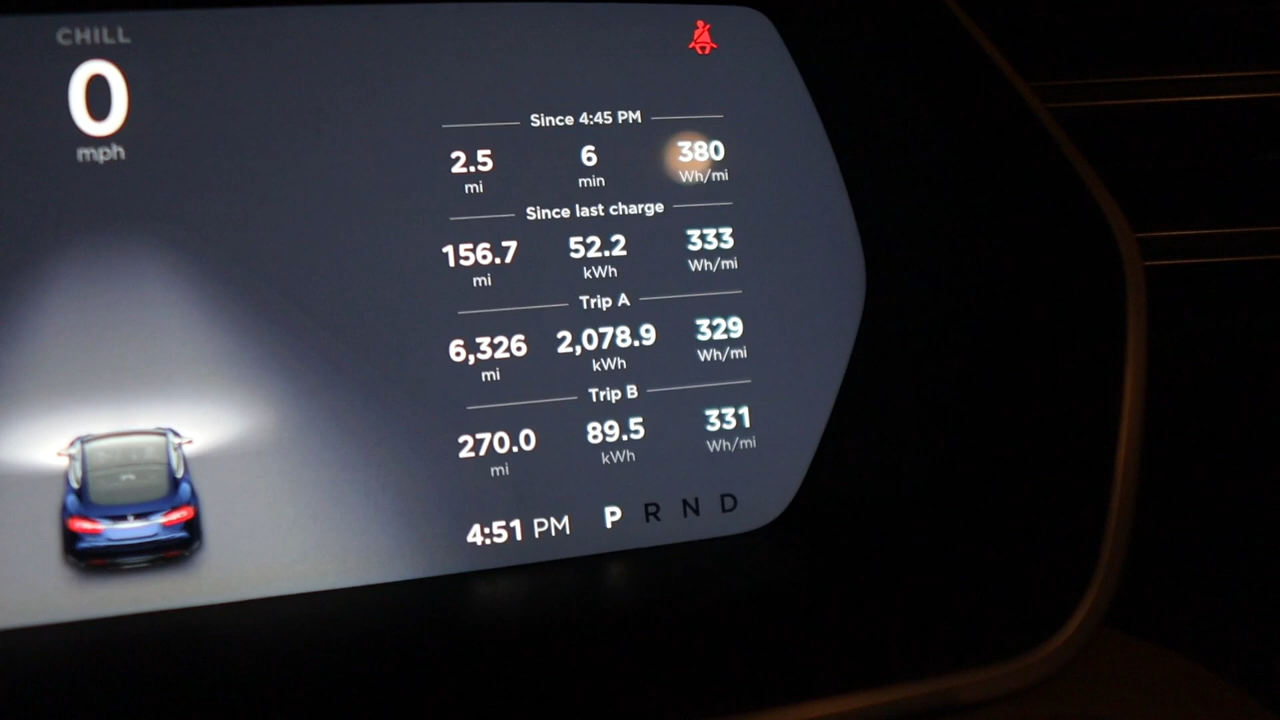 CHILL
0
mph
Since 4:45 PM
2.5 6 380
mi min Wh/mi
Since last charge
156.7 52.2 333
mi kWh Wh/mi
Trip A
6,326 2,078.9 329
mi kWh Wh/mi
Trip B
270.0 89.5 331
mi kWh Wh/mi
4:51 PM P R N D